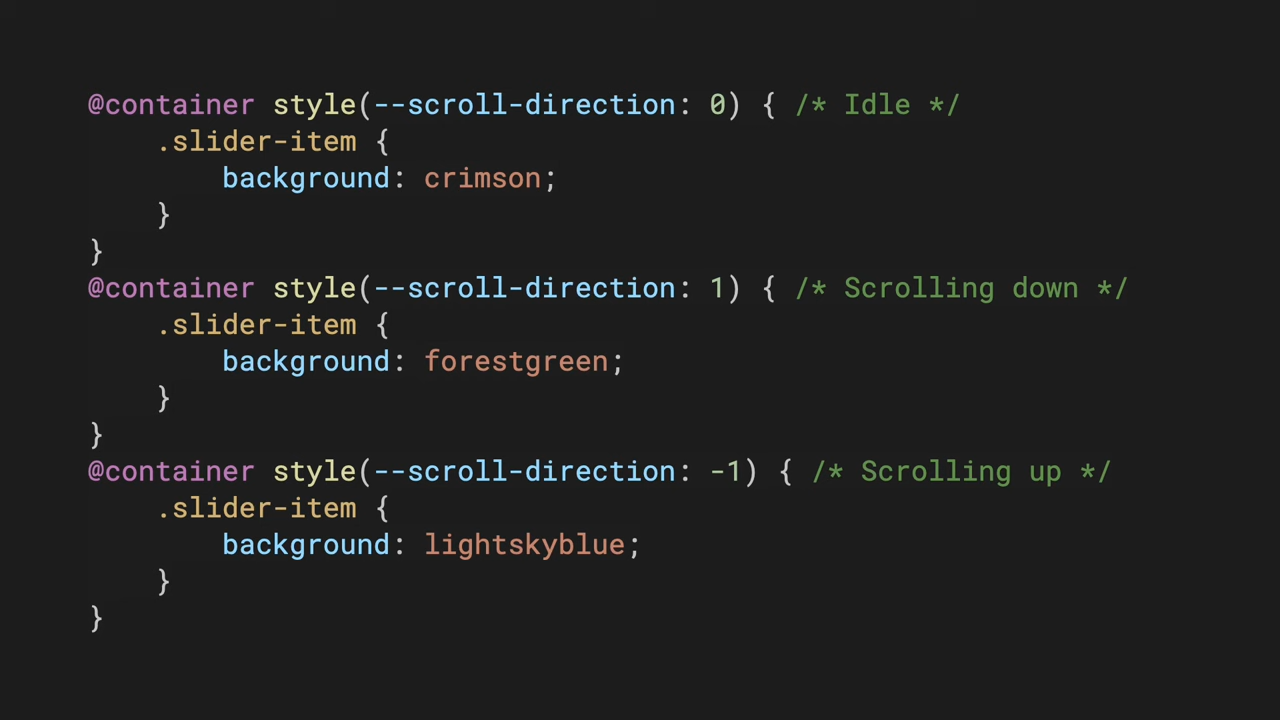 @container style(--scroll-direction: 0) { /* Idle */
    .slider-item {
        background: crimson;
    }
}
@container style(--scroll-direction: 1) { /* Scrolling down */
    .slider-item {
        background: forestgreen;
    }
}
@container style(--scroll-direction: -1) { /* Scrolling up */
    .slider-item {
        background: lightskyblue;
    }
}